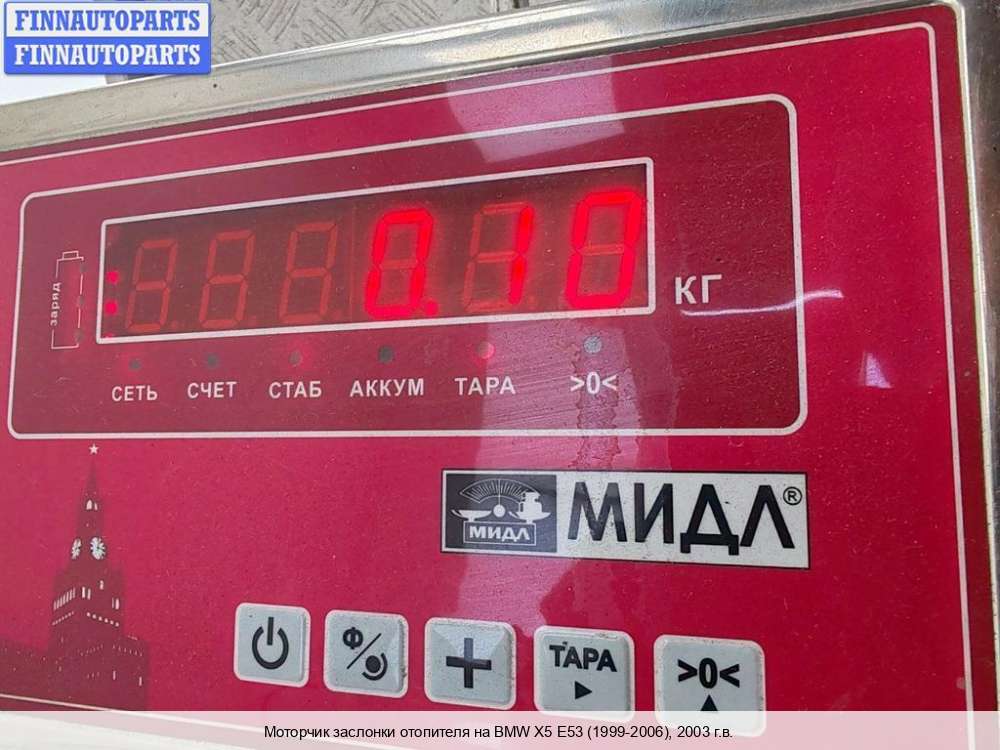 FINNAUTOPARTS
FINNAUTOPARTS
заряд
0.10
КГ
СЕТЬ СЧЕТ СТАБ АККУМ ТАРА >0<
МИДЛ МИДЛ®
Ф ТАРА >0<
Моторчик заслонки отопителя на BMW X5 E53 (1999-2006), 2003 г.в.